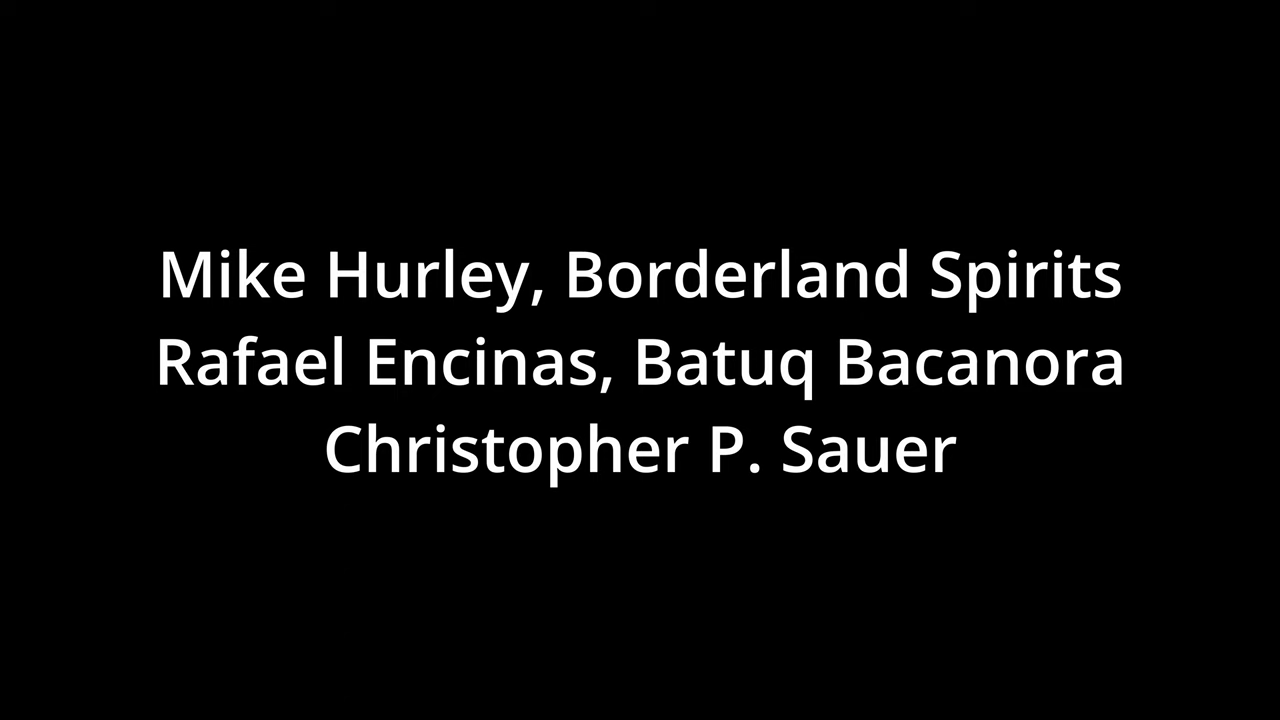 Mike Hurley, Borderland Spirits
Rafael Encinas, Batuq Bacanora
Christopher P. Sauer